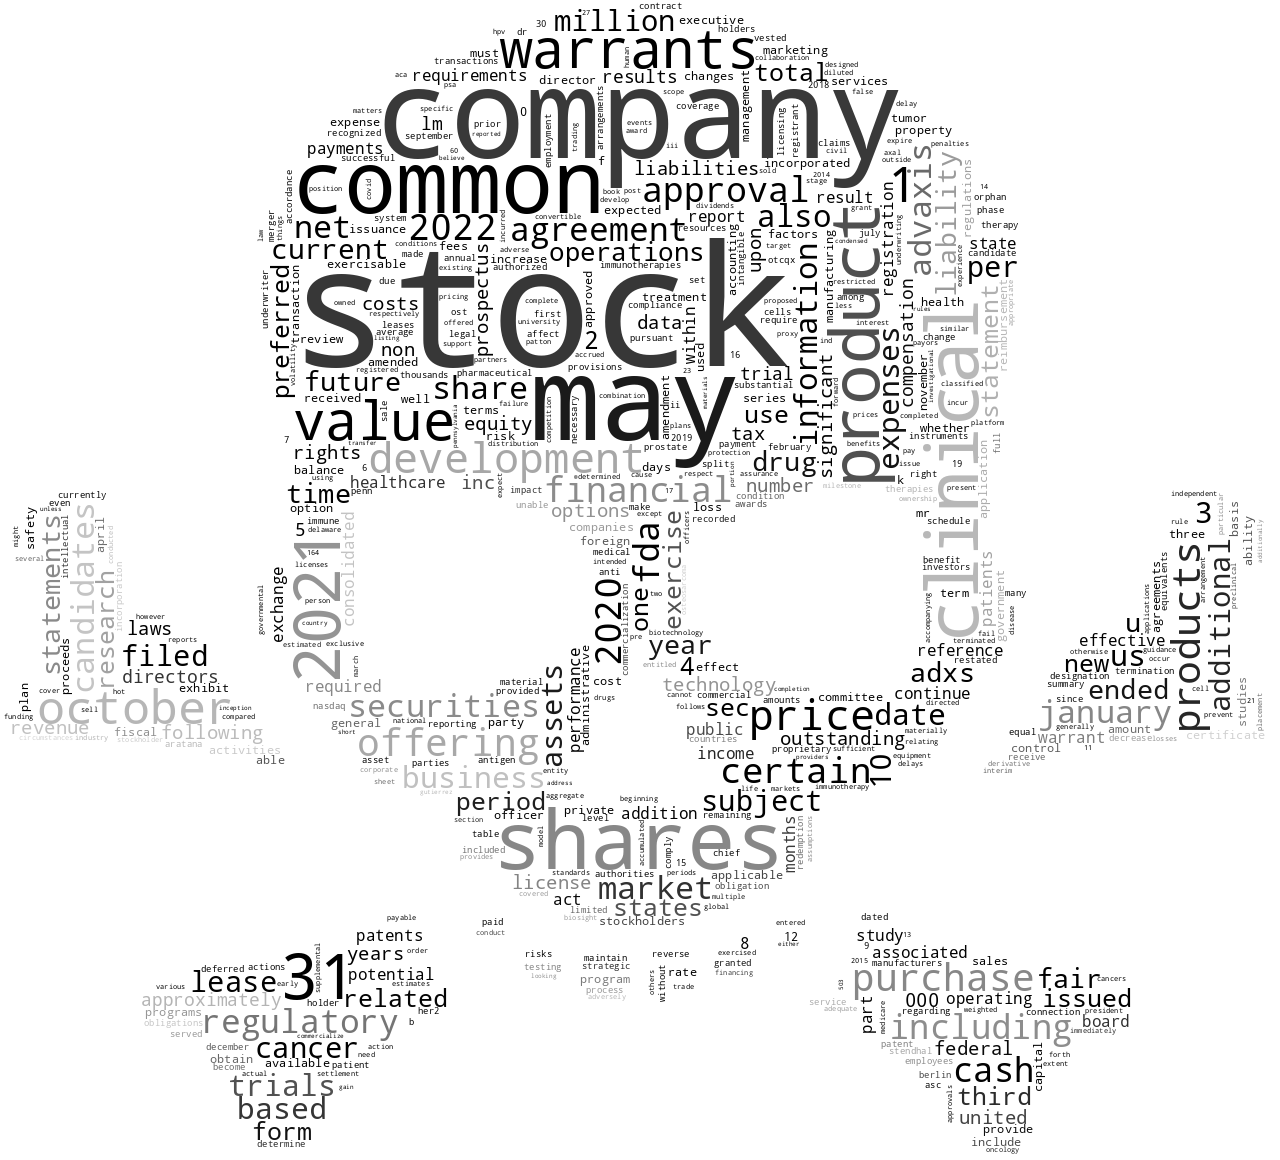 contract
27
30 million executive
hpv dr holders
warrants vested
must marketing
transactions human collaboration
aca requirements director results changes total designed
diluted
psa 2018 services
scope false
company
matters specific 0 coverage management delay
expense lm prior events licensing registrant tumor
recognized september reported award claims property
payments 60 employment trading arrangements iii civil expire
successful believe f liabilities incorporated axal outside penalties
common sold 2014 advaxis regulations
approval stage 1 liability 14
position covid book post result orphan
accordance develop expected dividends grant phase
net system 2022 convertible report also registration therapy
merger issuance agreement resources upon factors july underwriting state
law things current conditions fees adverse operations accounting target condensed candidate
made annual increase authorized immunotherapies intangible otcqx manufacturing experience per
exercisable existing incurred
stock
underwriter transaction due prospectus complete approved treatment set proposed restricted product health
preferred owned costs pricing first compliance cells among less rules appropriate
respectively ost offered university data within require information compensation similar reimbursement
leases legal affect 2 pursuant proxy interest change statement
review non average support patton accrued used 16 ind expenses payors clinical
volatility amended listing partners provisions 23 trial november investigational
registered thousands pharmaceutical substantial forward classified
future share may series significant incur
received well failure combination materials use prices completed platform
value sale terms equity competition necessary amendment ii plans tax benefits whether instruments full
7 rights pennsylvania risk distribution prostate 2019 payment february drug pay
transfer development protection k issue right 19
balance 6 days split assurance
using healthcare inc edetermined cause respect number milestone therapies present application
time penn expect impact financial 17 portion condition ownership
option unable options make loss awards mr
5 immune companies except officers recorded schedule
delaware foreign
164 consolidated medical one fda exercise benefit patients
2021 licenses intended investors government
exchange person anti term many
governmental country 2020 two accompanying disease
commercialization pre fail
estimated exclusive biotechnology terminated
march year reference
performance administrative entitled 4 effect restated
required material cost technology completion adxs
nasdaq securities provided drugs cannot commercial committee continue
national assets follows amounts directed
general reporting party sec price date
short public materially
offering countries outstanding relating
asset parties antigen income proprietary sufficient
corporate entity providers equipment
sheet business address certain 10 delays
gutierrez life markets immunotherapy
period aggregate beginning subject
section officer private addition remaining
level
table model shares months redemption assumptions
included accumulated comply chief
provides 15
standards authorities periods applicable
license market obligation
covered act multiple
limited states global
biosight stockholders
currently
even
unless
might safety statements candidates research april conducted
several intellectual incorporation
however
laws reports
proceeds filed
plan directors
cover hot exhibit
october inception
funding sell compared
revenue fiscal following
circumstances industry stockholder aratana activities
able
independent
3 particular
rule
three basis ability additionally
products additional
applications agreements equivalents arrangement preclinical
u
effective guidance
otherwise new us occur
designation termination
summary since ended cell studies
january prevent 21 placement
generally
equal warrant amount certificate
control decrease losses
receive 11
derivative
interim
payable
patents
years order
deferred actions supplemental
various lease early 31 potential estimates
approximately holder related
programs her2
obligations regulatory b
served commercialize
december cancer action
obtain available need
become patient
actual settlement
trials gain
based
form
determine
paid
conduct
risks maintain reverse
testing strategic others without rate
looking program trade
process
adversely
8 entered
exercised 12
granted either
financing
dated
study 13
9 associated
2015 manufacturers sales
purchase fair cancers
503
service part 000 operating issued
adequate regarding weighted connection president
medicare including board
immediately
patent federal
stendhal forth
employees cash capital extent
berlin
asc third
approvals united
provide
include
oncology